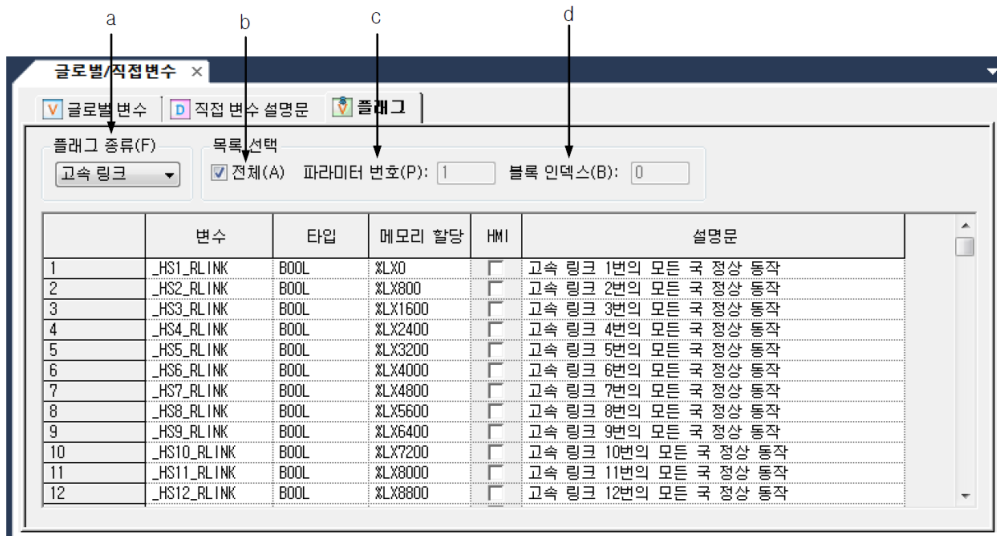 a b c d
글로벌/직접변수 ×
V 글로벌 변수 D 직접 변수 설명문 플래그
플래그 종류(F) 목록 선택
고속 링크 전체(A) 파라미터 번호(P): 1 블록 인덱스(B): 0
변수 타입 메모리 할당 HMI 설명문
1 _HS1_RLINK BOOL %LX0 고속 링크 1번의 모든 국 정상 동작
2 _HS2_RLINK BOOL %LX800 고속 링크 2번의 모든 국 정상 동작
3 _HS3_RLINK BOOL %LX1600 고속 링크 3번의 모든 국 정상 동작
4 _HS4_RLINK BOOL %LX2400 고속 링크 4번의 모든 국 정상 동작
5 _HS5_RLINK BOOL %LX3200 고속 링크 5번의 모든 국 정상 동작
6 _HS6_RLINK BOOL %LX4000 고속 링크 6번의 모든 국 정상 동작
7 _HS7_RLINK BOOL %LX4800 고속 링크 7번의 모든 국 정상 동작
8 _HS8_RLINK BOOL %LX5600 고속 링크 8번의 모든 국 정상 동작
9 _HS9_RLINK BOOL %LX6400 고속 링크 9번의 모든 국 정상 동작
10 _HS10_RLINK BOOL %LX7200 고속 링크 10번의 모든 국 정상 동작
11 _HS11_RLINK BOOL %LX8000 고속 링크 11번의 모든 국 정상 동작
12 _HS12_RLINK BOOL %LX8800 고속 링크 12번의 모든 국 정상 동작